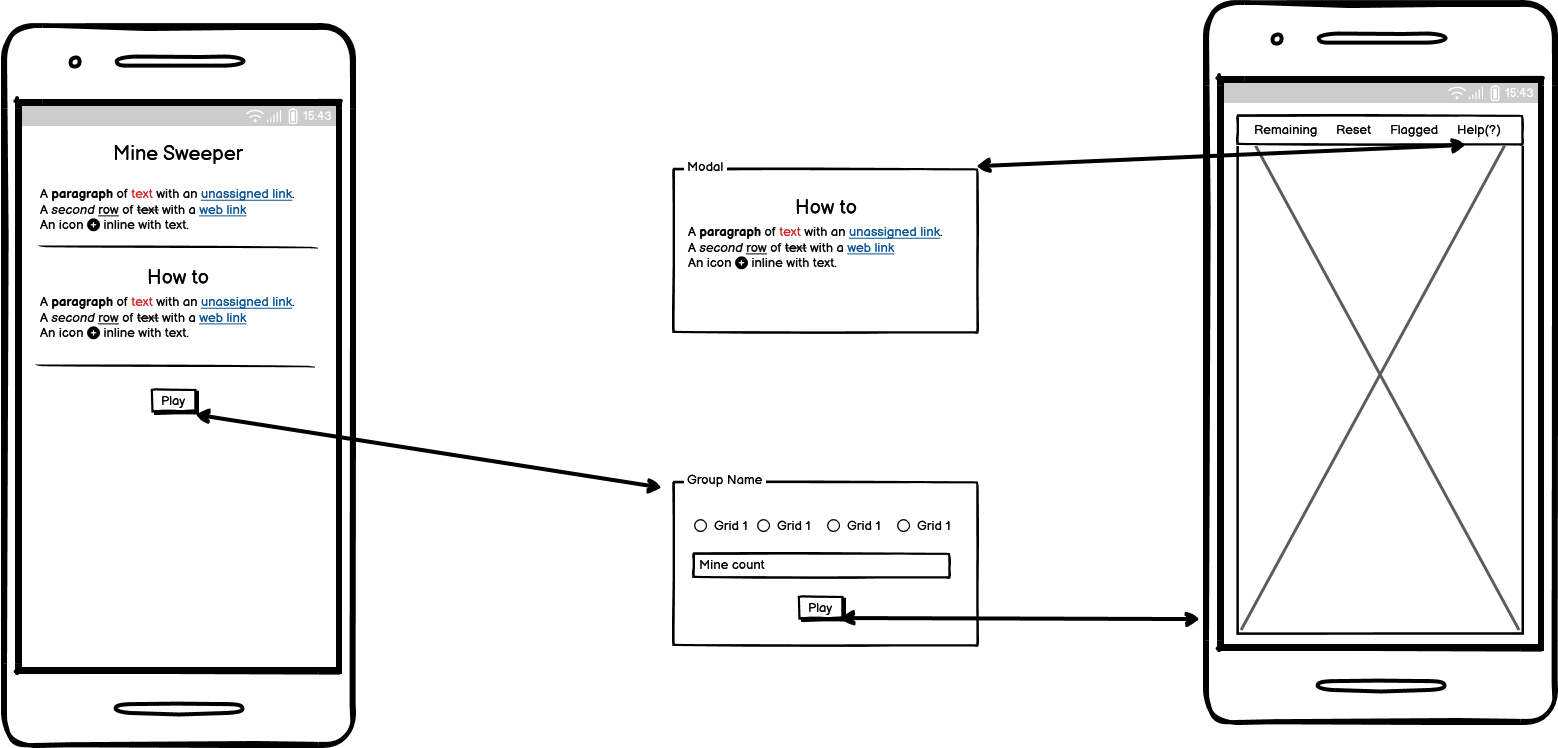 15:43
Mine Sweeper
A paragraph of text with an unassigned link.
A second row of text with a web link
An icon inline with text.
How to
A paragraph of text with an unassigned link.
A second row of text with a web link
An icon inline with text.
Play
Modal
How to
A paragraph of text with an unassigned link.
A second row of text with a web link
An icon inline with text.
Group Name
Grid 1 Grid 1 Grid 1 Grid 1
Mine count
Play
15:43
Remaining Reset Flagged Help(?)